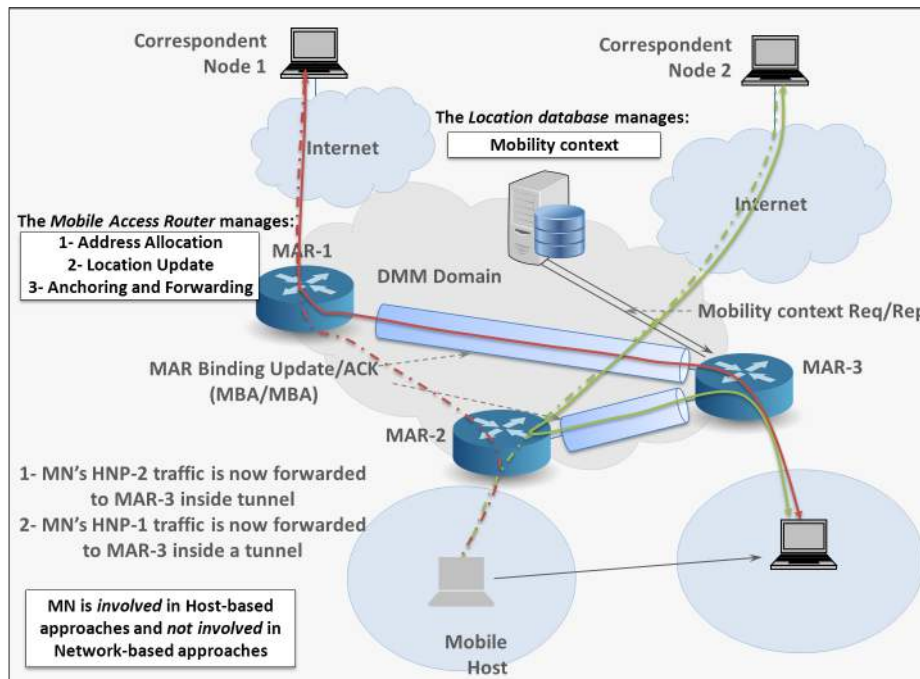 Correspondent
Node 1
Correspondent
Node 2
The Location database manages:
Mobility context
Internet
Internet
The Mobile Access Router manages:
1- Address Allocation
2- Location Update
3- Anchoring and Forwarding
MAR-1
DMM Domain
Mobility context Req/Rep
MAR Binding Update/ACK
(MBA/MBA)
MAR-3
MAR-2
1- MN's HNP-2 traffic is now forwarded
to MAR-3 inside tunnel
2- MN's HNP-1 traffic is now forwarded
to MAR-3 inside a tunnel
MN is involved in Host-based
approaches and not involved in
Network-based approaches
Mobile
Host